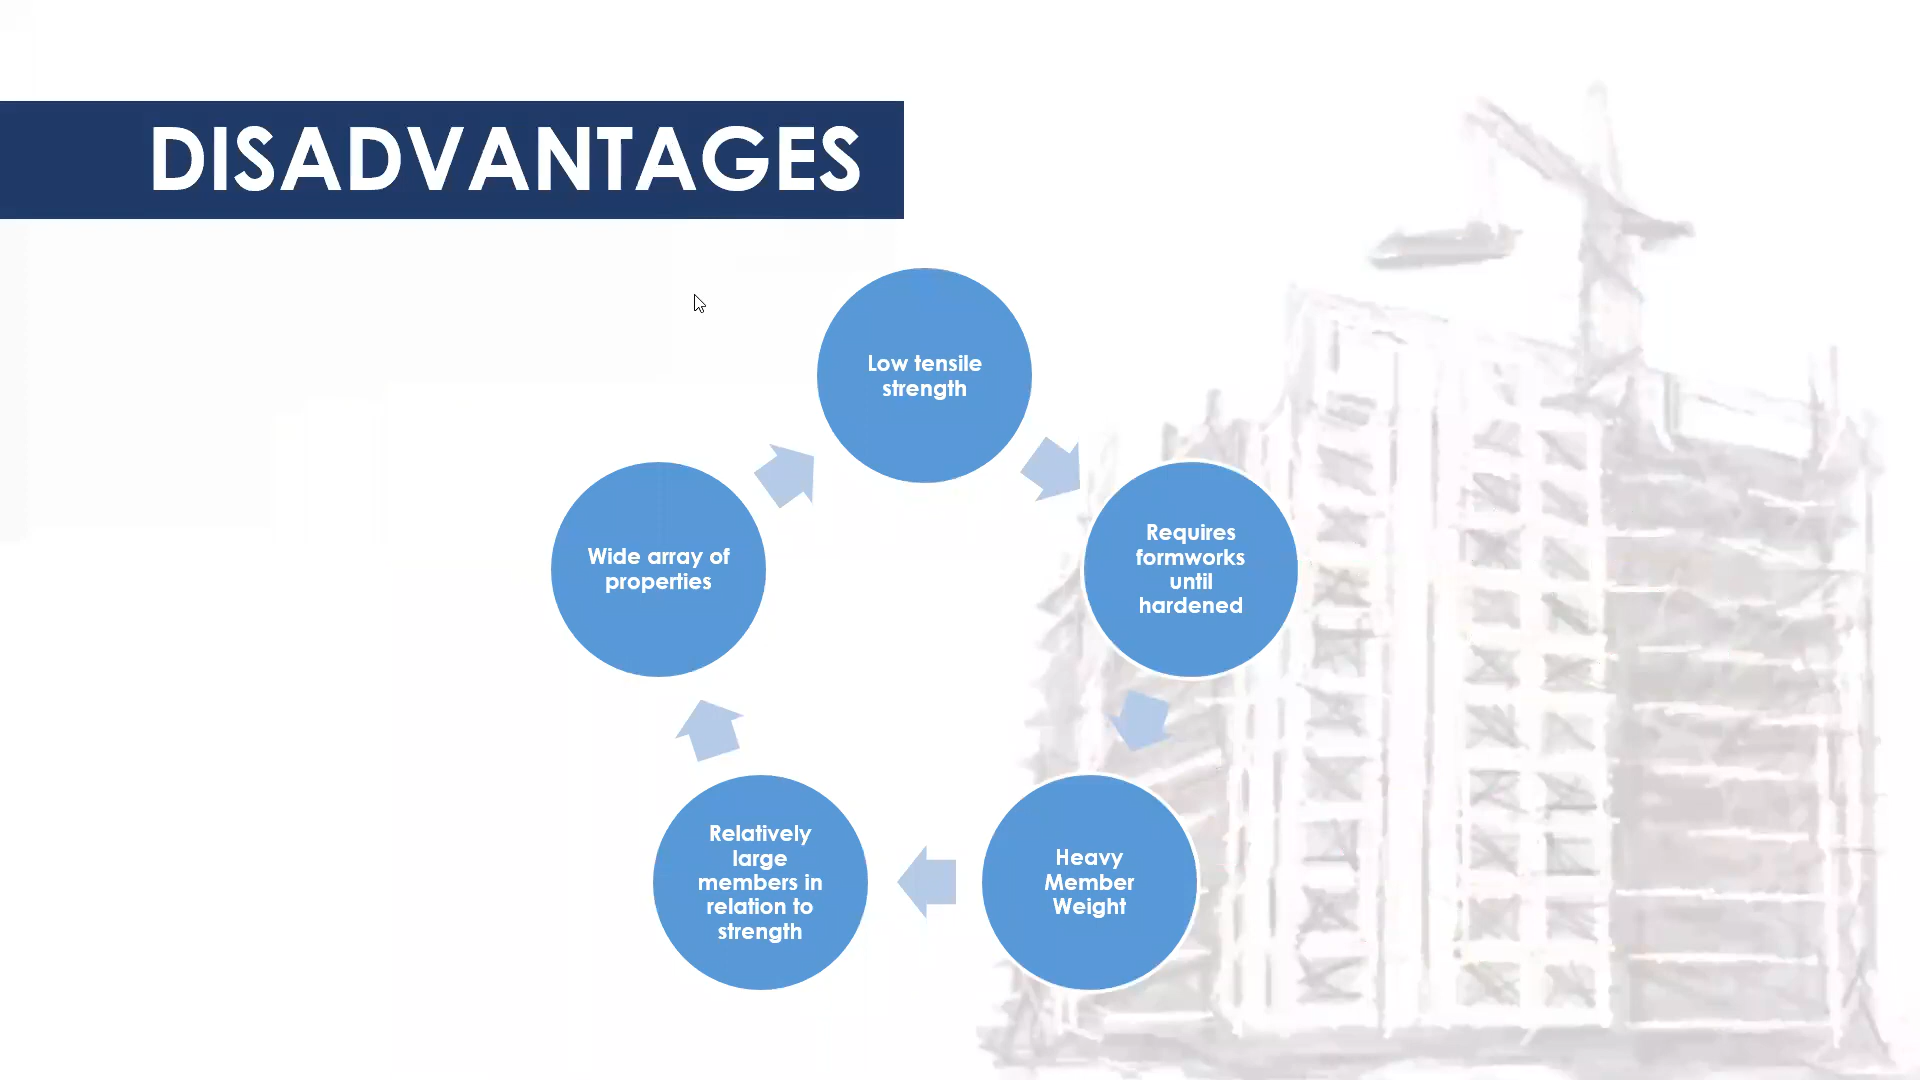 DISADVANTAGES
Low tensile
strength
Requires
formworks
until
hardened
Heavy
Member
Weight
Relatively
large
members in
relation to
strength
Wide array of
properties